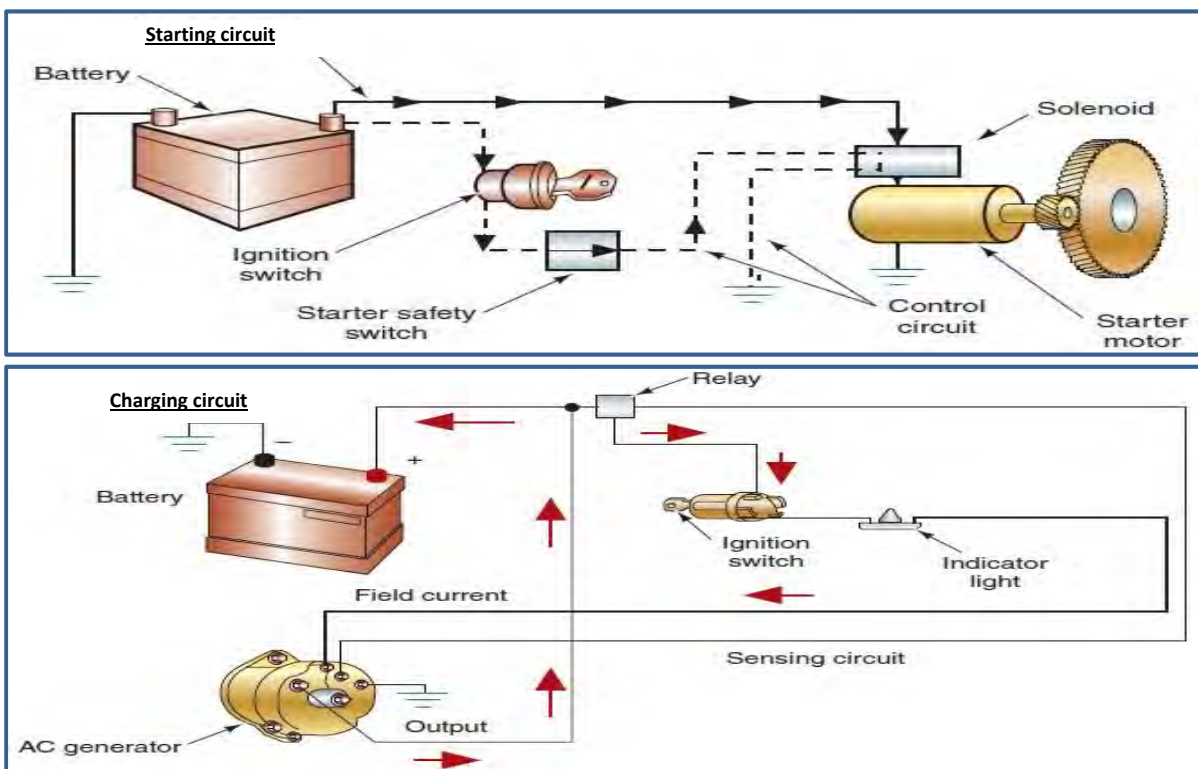 Starting circuit
Battery
Solenoid
Ignition
switch
Starter safety
switch
Control
circuit
Starter
motor
Relay
Charging circuit
−
+
Battery
Ignition
switch
Indicator
light
Field current
Sensing circuit
Output
AC generator